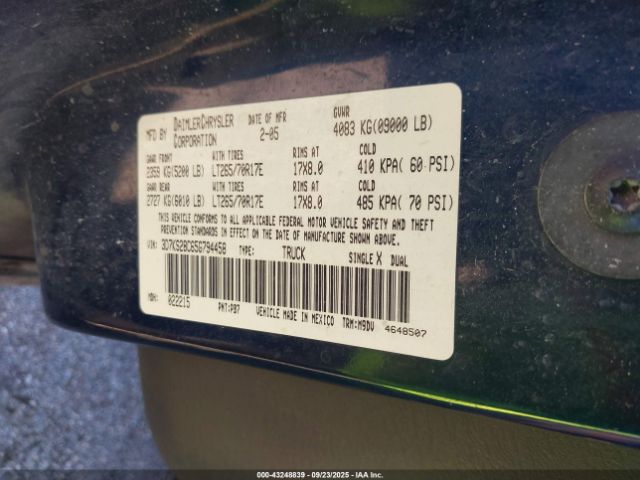 MFD BY DAIMLERCHRYSLER CORPORATION DATE OF MFR 2-05 GVWR 4083 KG(09000 LB)
GAWR FRONT WITH TIRES RIMS AT COLD
2359 KG(5200 LB) LT265/70R17E 17X8.0 410 KPA( 60 PSI)
GAWR REAR WITH TIRES RIMS AT COLD
2727 KG(6010 LB) LT265/70R17E 17X8.0 485 KPA( 70 PSI)
THIS VEHICLE CONFORMS TO ALL APPLICABLE FEDERAL MOTOR VEHICLE SAFETY AND THEFT
PREVENTION STANDARDS IN EFFECT ON THE DATE OF MANUFACTURE SHOWN ABOVE.
VIN: 3D7KS28C85G794458 TYPE: TRUCK SINGLE X DUAL
MDH: 022215 PNT:PB7 VEHICLE MADE IN MEXICO TRM:M9DV 4648507
000-43248839 - 09/23/2025 - IAA Inc.